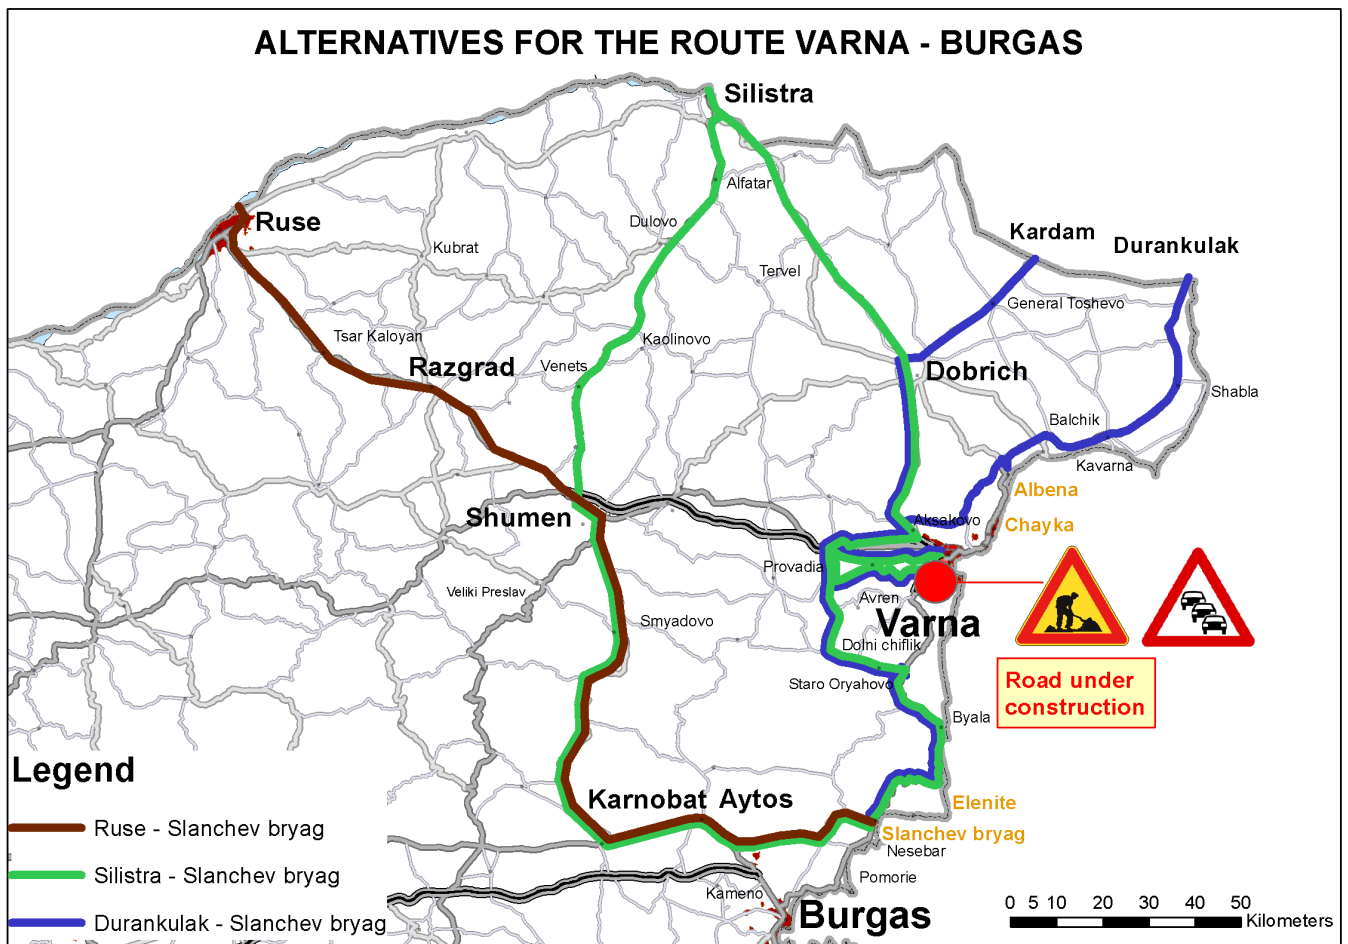 ALTERNATIVES FOR THE ROUTE VARNA - BURGAS
Silistra
Alfatar
Ruse
Dulovo
Kardam
Durankulak
Kubrat
Tervel
General Toshevo
Tsar Kaloyan
Kaolinovo
Razgrad
Venets
Dobrich
Shabla
Balchik
Kavarna
Albena
Shumen
Aksakovo
Chayka
Provadia
Veliki Preslav
Avren
Smyadovo
Varna
Dolni chiflik
Staro Oryahovo
Road under
construction
Byala
Legend
Karnobat
Aytos
Elenite
Ruse - Slanchev bryag
Slanchev bryag
Nesebar
Silistra - Slanchev bryag
Pomorie
Kameno
Durankulak - Slanchev bryag
Burgas
0 5 10 20 30 40 50
Kilometers